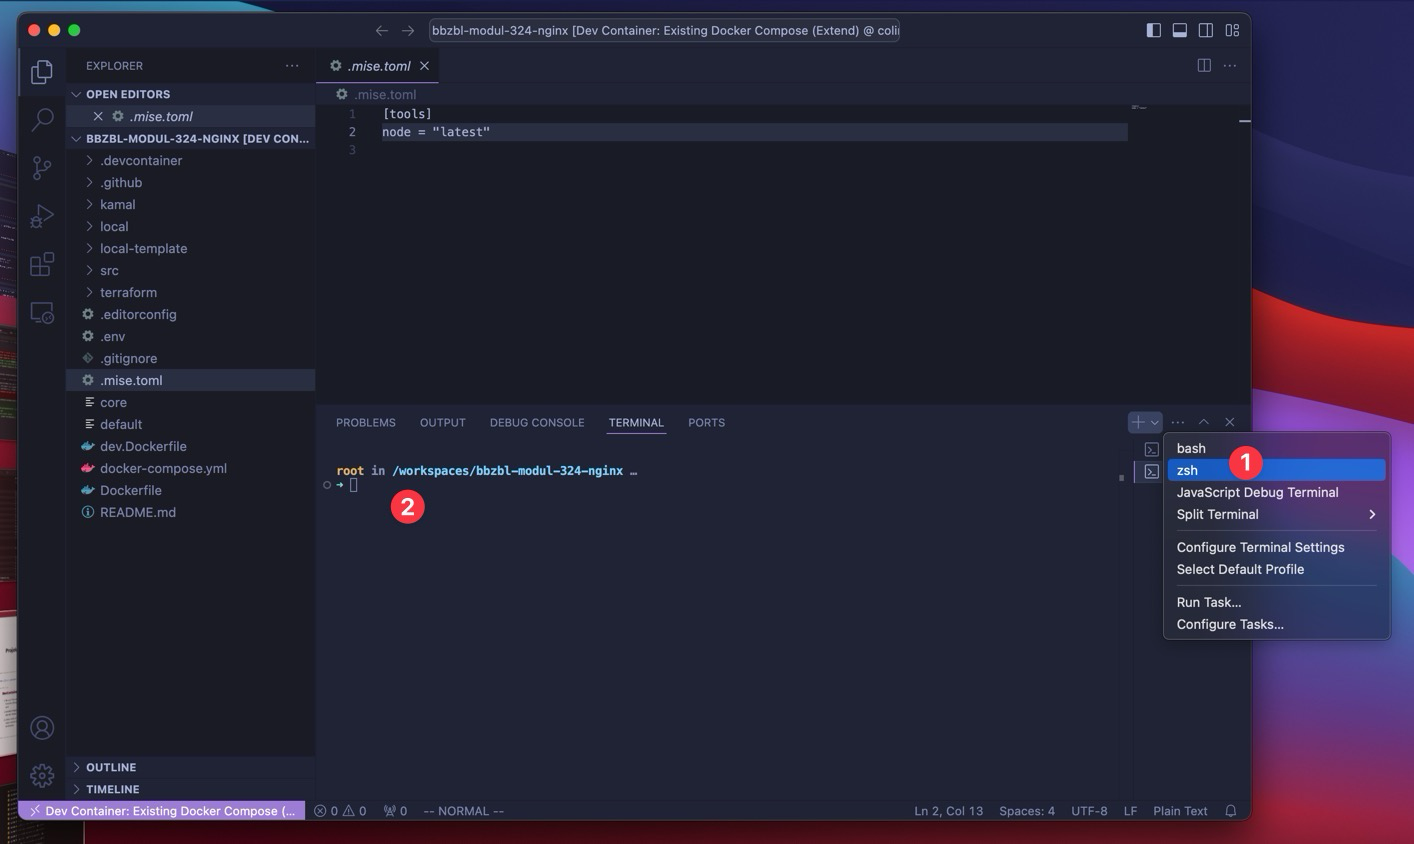 bbzbl-modul-324-nginx [Dev Container: Existing Docker Compose (Extend) @ coli
EXPLORER
.mise.toml
OPEN EDITORS
.mise.toml
.mise.toml
1 [tools]
2 node = "latest"
3
BBZBL-MODUL-324-NGINX [DEV CON...
.devcontainer
.github
kamal
local
local-template
src
terraform
.editorconfig
.env
.gitignore
.mise.toml
core
default
dev.Dockerfile
docker-compose.yml
Dockerfile
README.md
OUTLINE
TIMELINE
PROBLEMS OUTPUT DEBUG CONSOLE TERMINAL PORTS
root in /workspaces/bbzbl-modul-324-nginx …
➜
2
bash
zsh
1
JavaScript Debug Terminal
Split Terminal
Configure Terminal Settings
Select Default Profile
Run Task...
Configure Tasks...
Dev Container: Existing Docker Compose (... 0 0 0 -- NORMAL -- Ln 2, Col 13 Spaces: 4 UTF-8 LF Plain Text